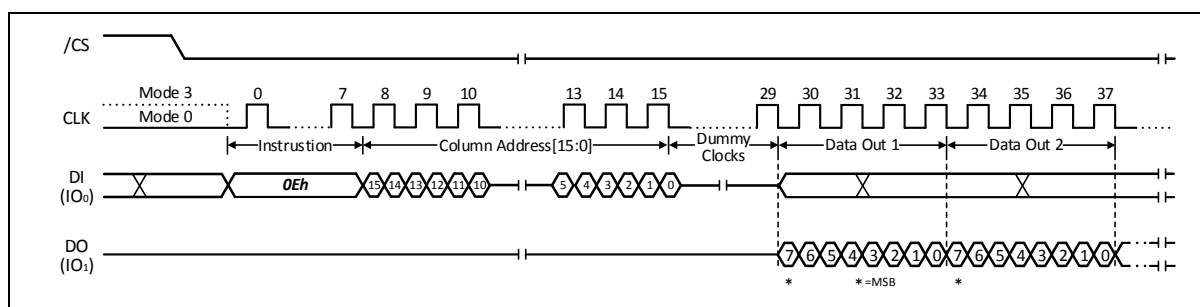 /CS
Mode 3
Mode 0
CLK
0 7 8 9 10 13 14 15 29 30 31 32 33 34 35 36 37
Instrustion
Column Address[15:0]
Dummy
Clocks
Data Out 1
Data Out 2
DI
(IO₀)
0Eh
15 14 13 12 11 10 5 4 3 2 1 0
DO
(IO₁)
7 6 5 4 3 2 1 0 7 6 5 4 3 2 1 0
* * =MSB *